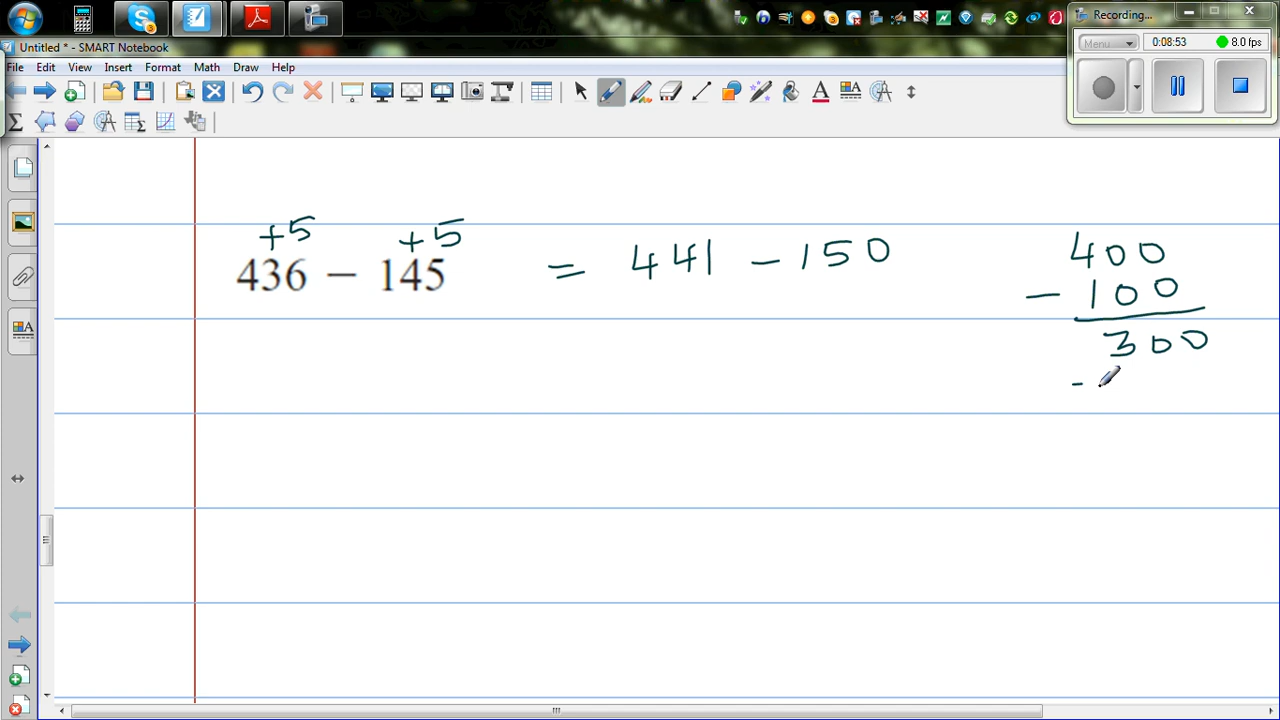 Recording...
Menu
0:08:53
8.0 fps
Untitled * - SMART Notebook
File Edit View Insert Format Math Draw Help
+5 +5
436 − 145 = 441 - 150
400
- 100
300
-